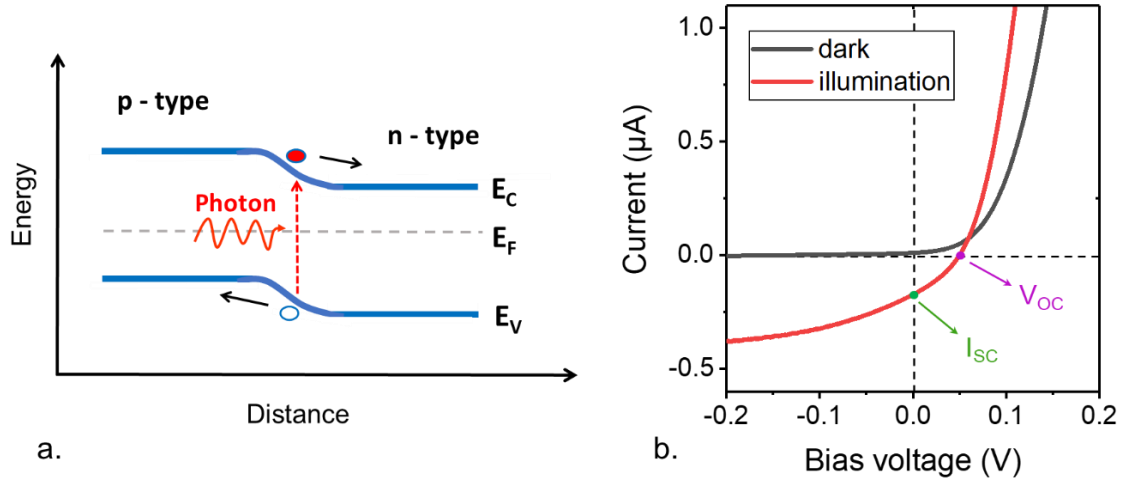 p - type
n - type
Photon
E_C
E_F
E_V
Energy
Distance
a.
dark
illumination
1.0
0.5
0.0
-0.5
Current (µA)
V_OC
I_SC
-0.2
-0.1
0.0
0.1
0.2
Bias voltage (V)
b.